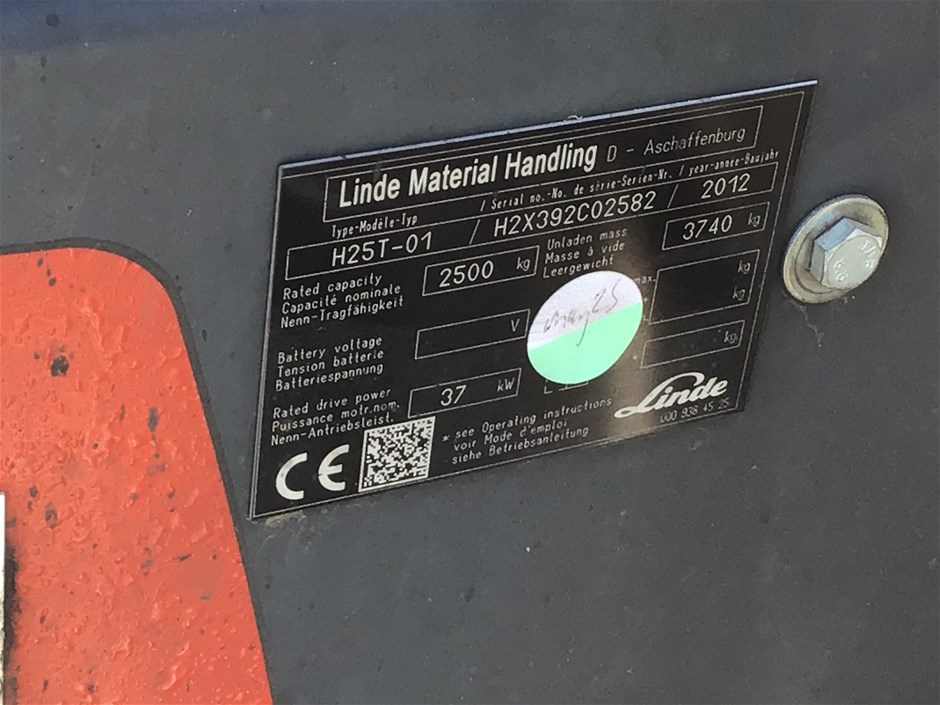 Linde Material Handling D - Aschaffenburg
Type-Modèle-Typ / Serial no.-No. de série-Serien-Nr. / year-année-Baujahr
H25T-01 / H2X392C02582 / 2012
Rated capacity
Capacité nominale
Nenn-Tragfähigkeit
2500 kg
Unladen mass
Masse à vide
Leergewicht
3740 kg
Battery voltage
Tension batterie
Batteriespannung
V
max.
kg
kg
kg
Rated drive power
Puissance motr.nom.
Nenn-Antriebsleist.
37 kW
* see Operating instructions
voir Mode d'emploi
siehe Betriebsanleitung
CE
Linde
000 938 45 25